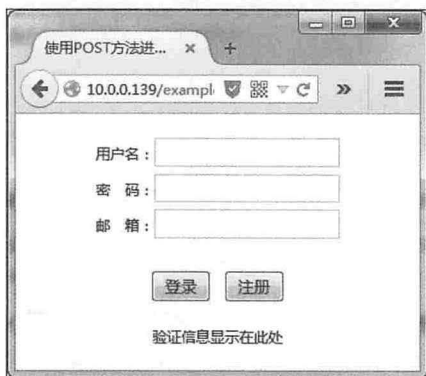 使用POST方法进...
10.0.0.139/exampl
用户名：
密 码：
邮 箱：
登录 注册
验证信息显示在此处